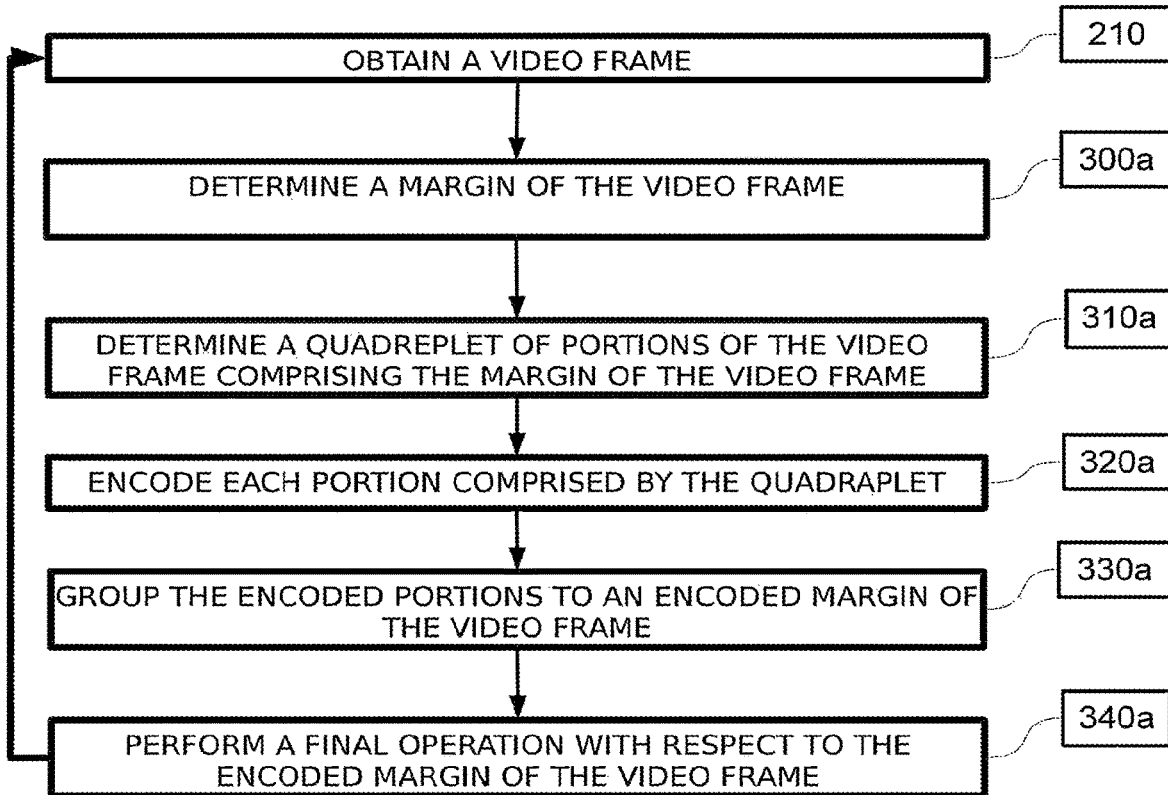 OBTAIN A VIDEO FRAME
210
DETERMINE A MARGIN OF THE VIDEO FRAME
300a
DETERMINE A QUADREPLET OF PORTIONS OF THE VIDEO
FRAME COMPRISING THE MARGIN OF THE VIDEO FRAME
310a
ENCODE EACH PORTION COMPRISED BY THE QUADRAPLET
320a
GROUP THE ENCODED PORTIONS TO AN ENCODED MARGIN OF
THE VIDEO FRAME
330a
PERFORM A FINAL OPERATION WITH RESPECT TO THE
ENCODED MARGIN OF THE VIDEO FRAME
340a